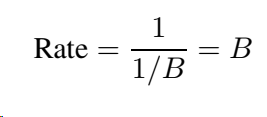 Rate = 1 / (1/B) = B